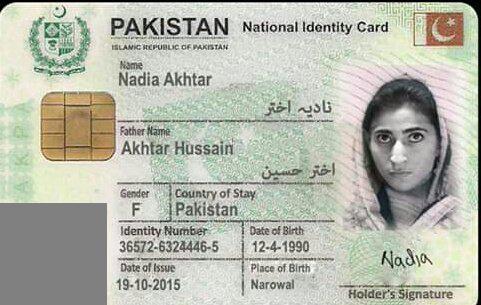 PAKISTAN National Identity Card
ISLAMIC REPUBLIC OF PAKISTAN
Name
Nadia Akhtar
نادیہ اختر
Father Name
Akhtar Hussain
اختر حسین
Gender Country of Stay
F Pakistan
Identity Number Date of Birth
36572-6324446-5 12-4-1990
Date of Issue Place of Birth
19-10-2015 Narowal
Nadia
Holder's Signature